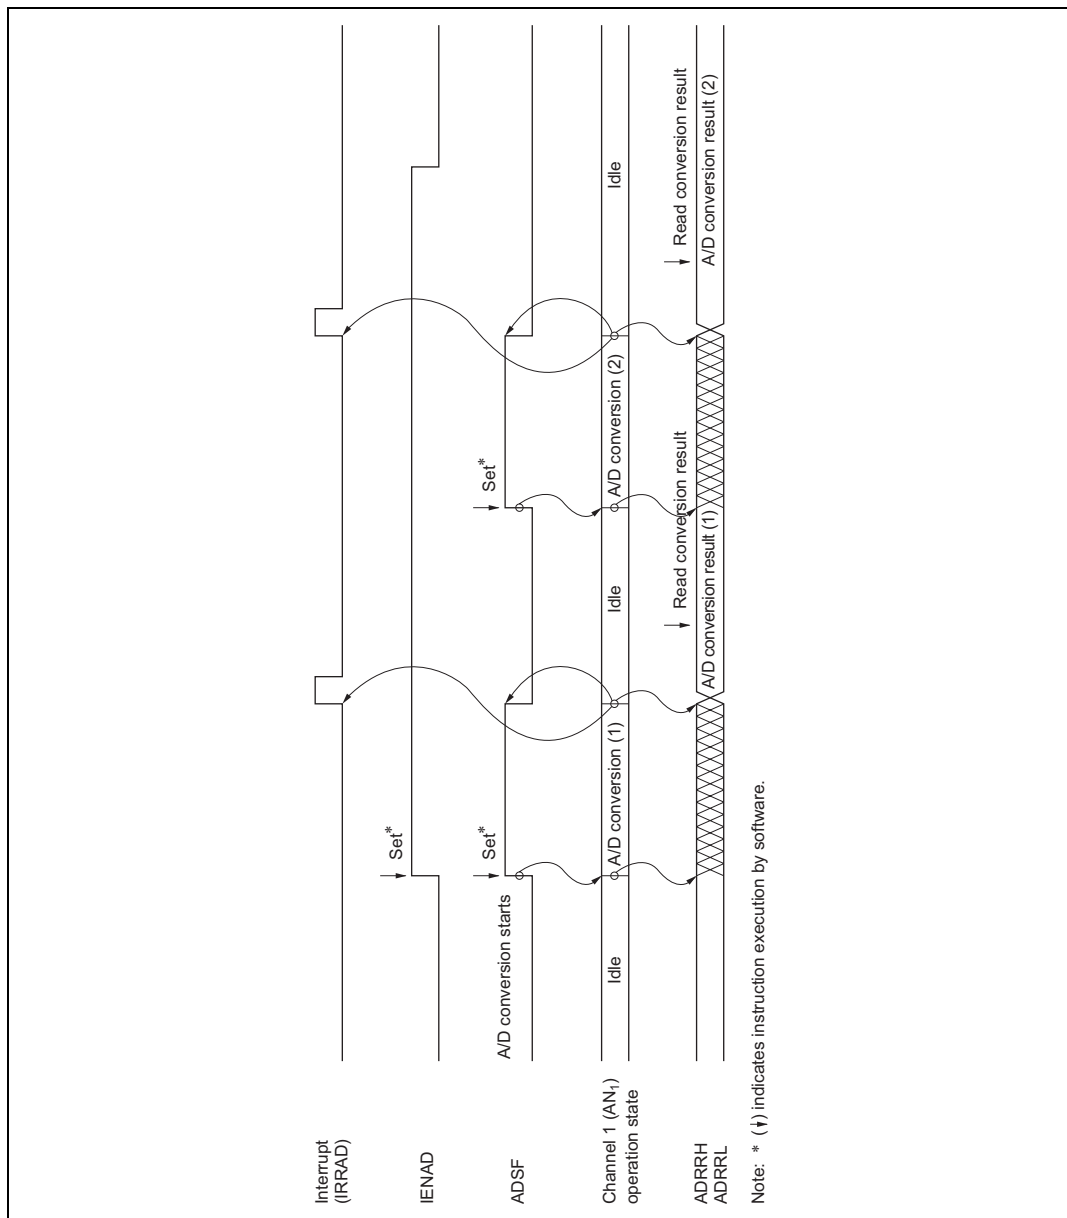 Interrupt
(IRRAD)
IENAD
Set*
ADSF
A/D conversion starts
Set*
Set*
Channel 1 (AN₁)
operation state
Idle
A/D conversion (1)
Idle
A/D conversion (2)
Idle
Read conversion result
Read conversion result
ADRRH
ADRRL
A/D conversion result (1)
A/D conversion result (2)
Note: * (↓) indicates instruction execution by software.